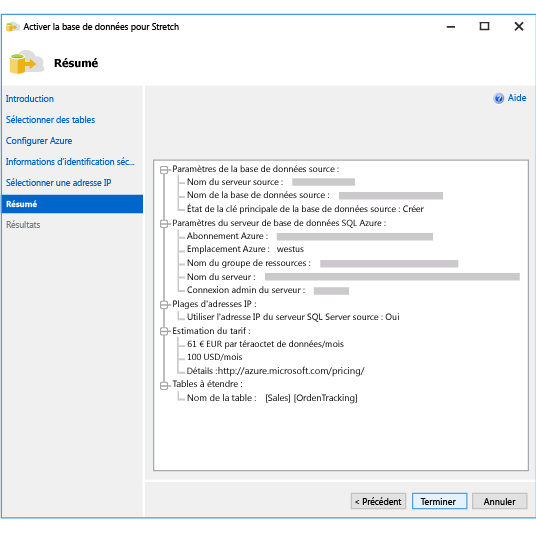 Activer la base de données pour Stretch
Résumé
Introduction
Sélectionner des tables
Configurer Azure
Informations d'identification séc...
Sélectionner une adresse IP
Résumé
Résultats
Aide
Paramètres de la base de données source :
Nom du serveur source :
Nom de la base de données source :
État de la clé principale de la base de données source : Créer
Paramètres du serveur de base de données SQL Azure :
Abonnement Azure :
Emplacement Azure : westus
Nom du groupe de ressources :
Nom du serveur :
Connexion admin du serveur :
Plages d'adresses IP :
Utiliser l'adresse IP du serveur SQL Server source : Oui
Estimation du tarif :
61 € EUR par téraoctet de données/mois
100 USD/mois
Détails :http://azure.microsoft.com/pricing/
Tables à étendre :
Nom de la table : [Sales] [OrdenTracking]
< Précédent
Terminer
Annuler